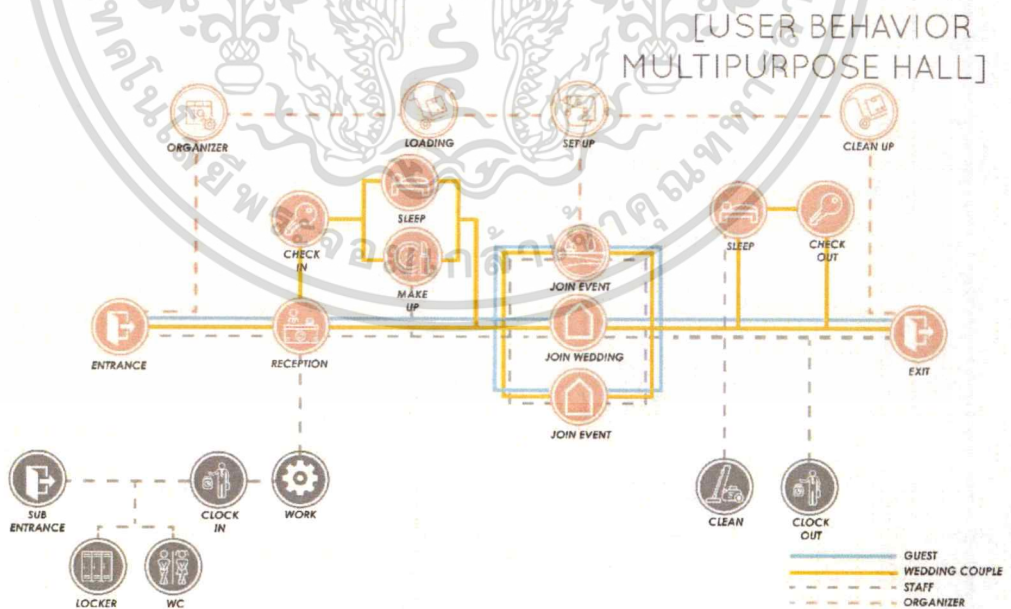 [USER BEHAVIOR
MULTIPURPOSE HALL]
ORGANIZER
LOADING
SET UP
CLEAN UP
SLEEP
CHECK
IN
MAKE
UP
SLEEP
CHECK
OUT
JOIN EVENT
ENTRANCE
RECEPTION
JOIN WEDDING
EXIT
JOIN EVENT
SUB
ENTRANCE
CLOCK
IN
WORK
CLEAN
CLOCK
OUT
LOCKER
WC
GUEST
WEDDING COUPLE
STAFF
ORGANIZER